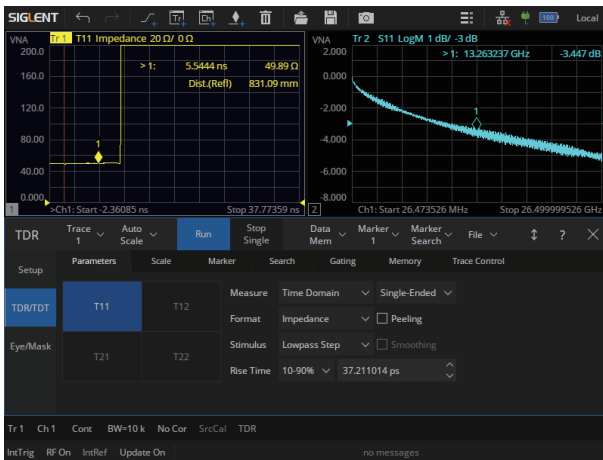 SIGLENT Tr Ch 100 Local
VNA Tr 1 T11 Impedance 20 Ω/ 0 Ω
200.0
>1: 5.5444 ns 49.89 Ω
Dist.(Refl) 831.09 mm
160.0
120.0
80.00
40.00
0.000
1
1 >Ch1: Start -2.36085 ns Stop 37.77359 ns
VNA Tr 2 S11 LogM 1 dB/ -3 dB
2.000
>1: 13.263237 GHz -3.447 dB
0.000
-2.000
1
-4.000
-6.000
-8.000
2 Ch1: Start 26.473526 MHz Stop 26.499999526 GHz
TDR Trace 1 Auto Scale Run Stop Single Data Mem Marker 1 Marker Search File ?
Setup Parameters Scale Marker Search Gating Memory Trace Control
TDR/TDT
Eye/Mask
T11 T12
T21 T22
Measure Time Domain Single-Ended
Format Impedance Peeling
Stimulus Lowpass Step Smoothing
Rise Time 10-90% 37.211014 ps
Tr 1 Ch 1 Cont BW=10 k No Cor SrcCal TDR
IntTrig RF On IntRef Update On no messages